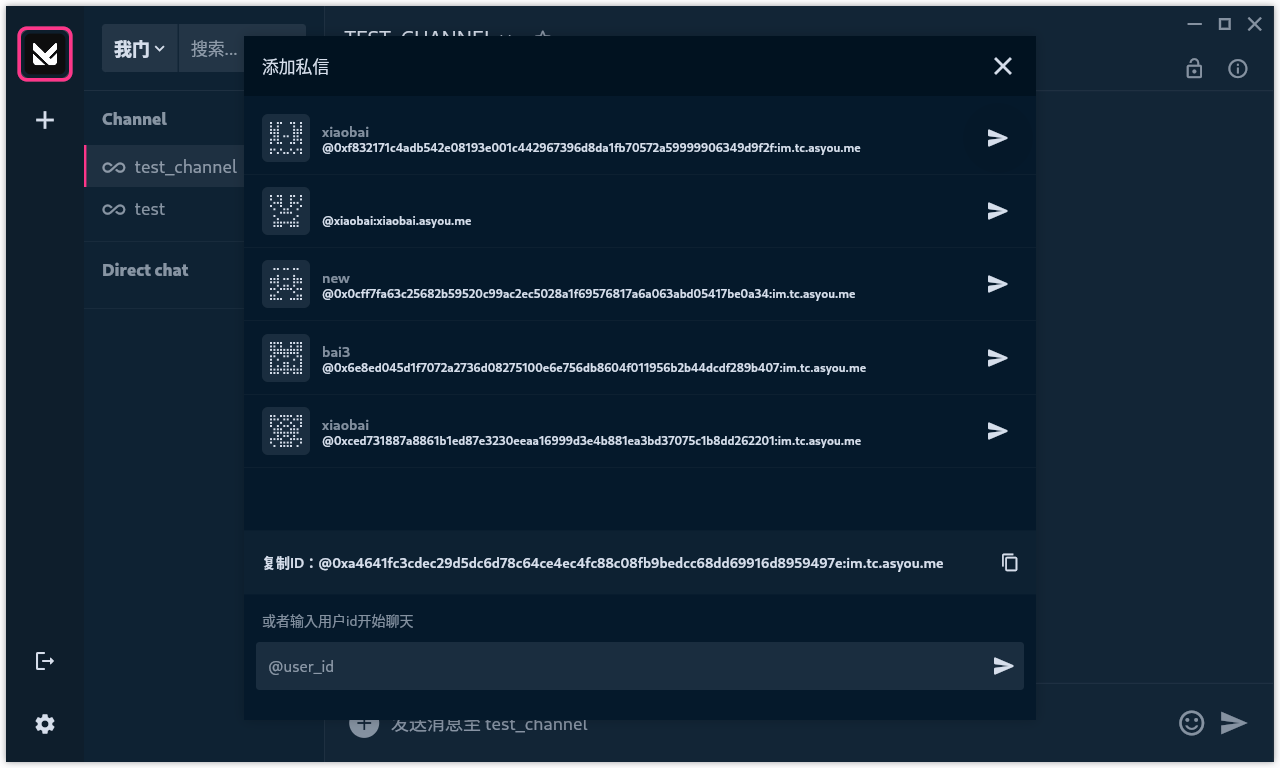 我门
搜索...
TEST_CHANNEL
Channel
test_channel
test
Direct chat
添加私信
xiaobai
@0xf832171c4adb542e08193e001c442967396d8da1fb70572a59999906349d9f2f:im.tc.asyou.me
@xiaobai:xiaobai.asyou.me
new
@0x0cff7fa63c25682b59520c99ac2ec5028a1f69576817a6a063abd05417be0a34:im.tc.asyou.me
bai3
@0x6e8ed045d1f7072a2736d08275100e6e756db8604f011956b2b44dcdf289b407:im.tc.asyou.me
xiaobai
@0xced731887a8861b1ed87e3230eeaa16999d3e4b881ea3bd37075c1b8dd262201:im.tc.asyou.me
复制ID：@0xa4641fc3cdec29d5dc6d78c64ce4ec4fc88c08fb9bedcc68dd69916d8959497e:im.tc.asyou.me
或者输入用户id开始聊天
@user_id
发送消息至 test_channel